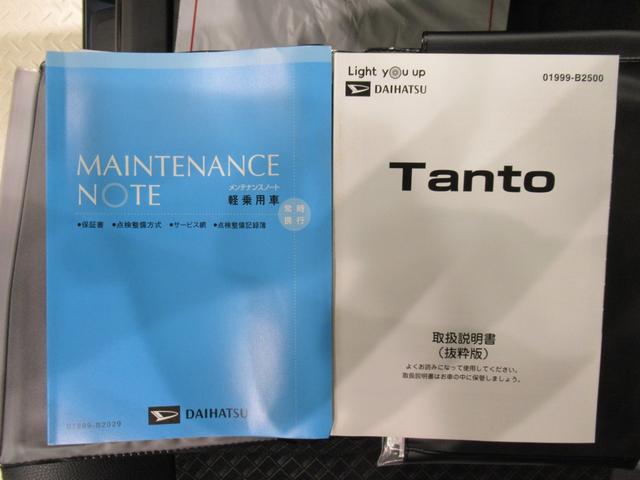 MAINTENANCE
NOTE
メンテナンスノート
軽乗用車
常時
携行
●保証書 ●点検整備方式 ●サービス網 ●点検整備記録簿
01999-B2029
DAIHATSU
Light you up
DAIHATSU
01999-B2500
Tanto
取扱説明書
(抜粋版)
よくお読みになって使用してください。
取扱説明書はお車の中に保管しましょう。